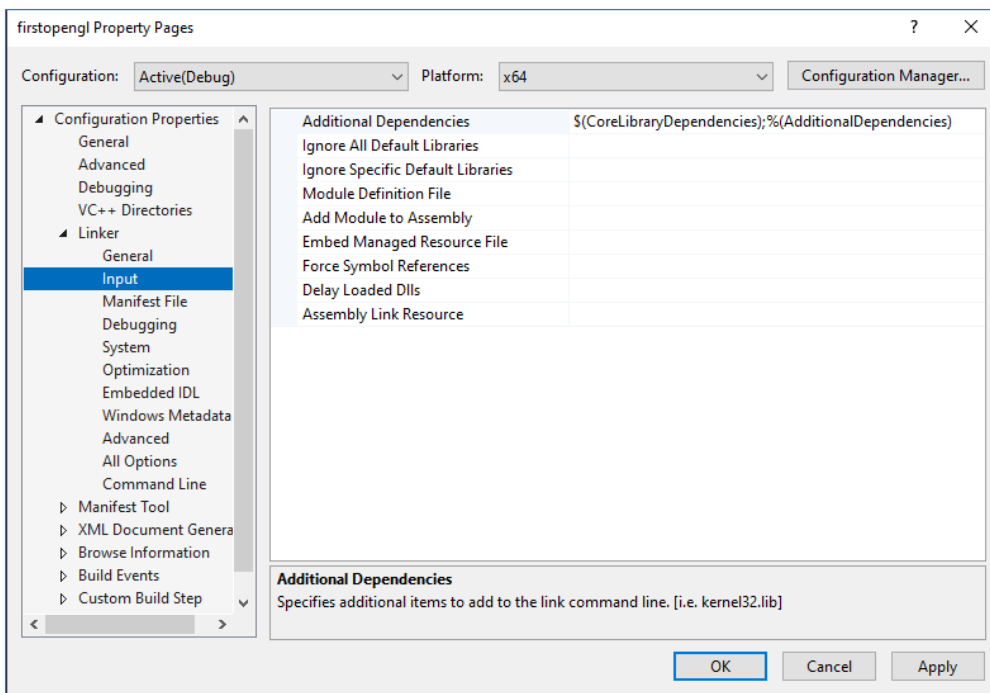 firstopengl Property Pages ? ×
Configuration: Active(Debug) Platform: x64 Configuration Manager...
Configuration Properties
General
Advanced
Debugging
VC++ Directories
Linker
General
Input
Manifest File
Debugging
System
Optimization
Embedded IDL
Windows Metadata
Advanced
All Options
Command Line
Manifest Tool
XML Document Genera
Browse Information
Build Events
Custom Build Step
Additional Dependencies $(CoreLibraryDependencies);%(AdditionalDependencies)
Ignore All Default Libraries
Ignore Specific Default Libraries
Module Definition File
Add Module to Assembly
Embed Managed Resource File
Force Symbol References
Delay Loaded Dlls
Assembly Link Resource
Additional Dependencies
Specifies additional items to add to the link command line. [i.e. kernel32.lib]
OK Cancel Apply